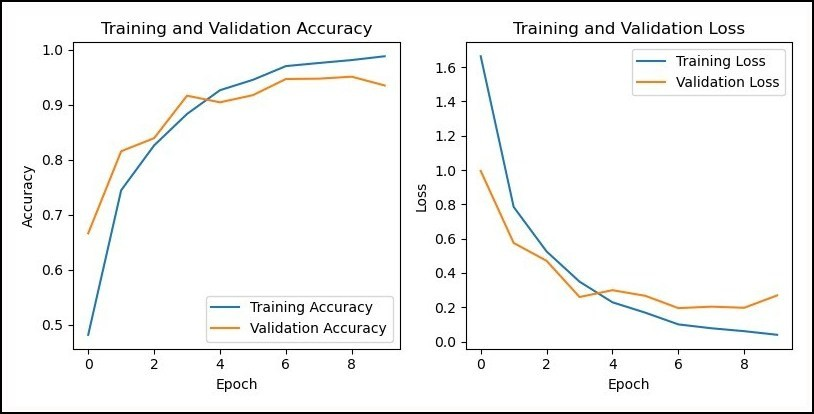 Training and Validation Accuracy
1.0
0.9
0.8
0.7
0.6
0.5
Accuracy
0 2 4 6 8
Epoch
Training Accuracy
Validation Accuracy
Training and Validation Loss
1.6
1.4
1.2
1.0
0.8
0.6
0.4
0.2
0.0
Loss
0 2 4 6 8
Epoch
Training Loss
Validation Loss